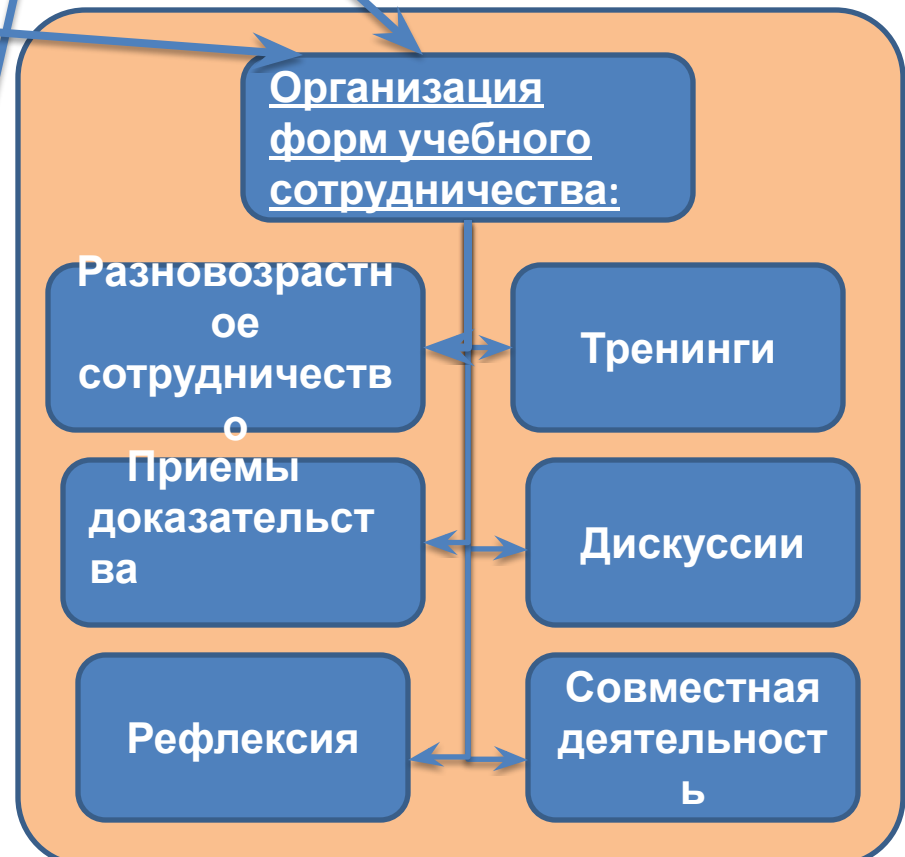 Организация
форм учебного
сотрудничества:
Разновозрастн
ое
сотрудничеств
о
Тренинги
Приемы
доказательст
ва
Дискуссии
Рефлексия
Совместная
деятельност
ь